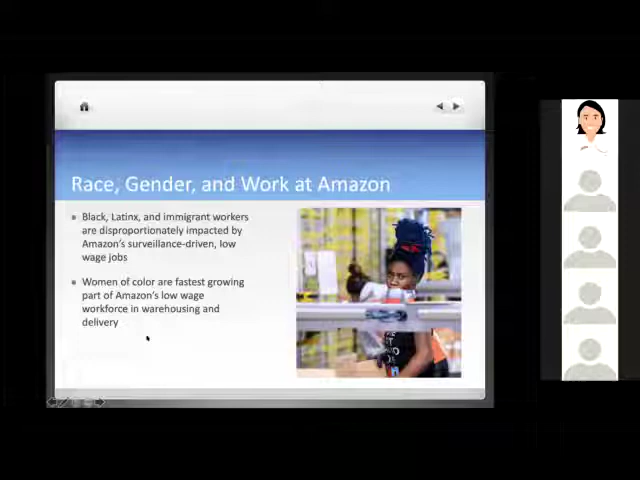 Race, Gender, and Work at Amazon
Black, Latinx, and immigrant workers
are disproportionately impacted by
Amazon's surveillance-driven, low
wage jobs
Women of color are fastest growing
part of Amazon's low wage
workforce in warehousing and
delivery